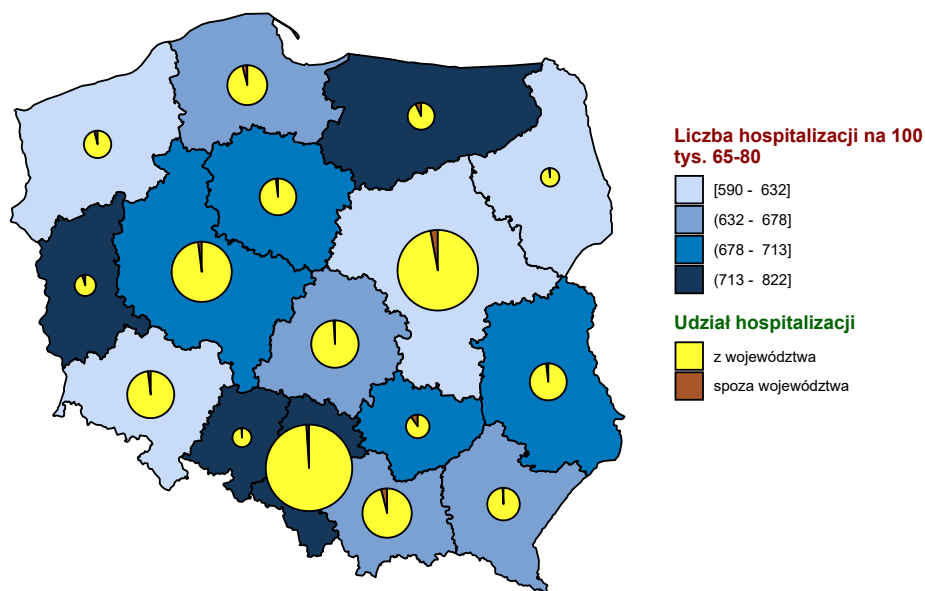 Liczba hospitalizacji na 100
tys. 65-80
[590 - 632]
(632 - 678]
(678 - 713]
(713 - 822]
Udział hospitalizacji
z województwa
spoza województwa